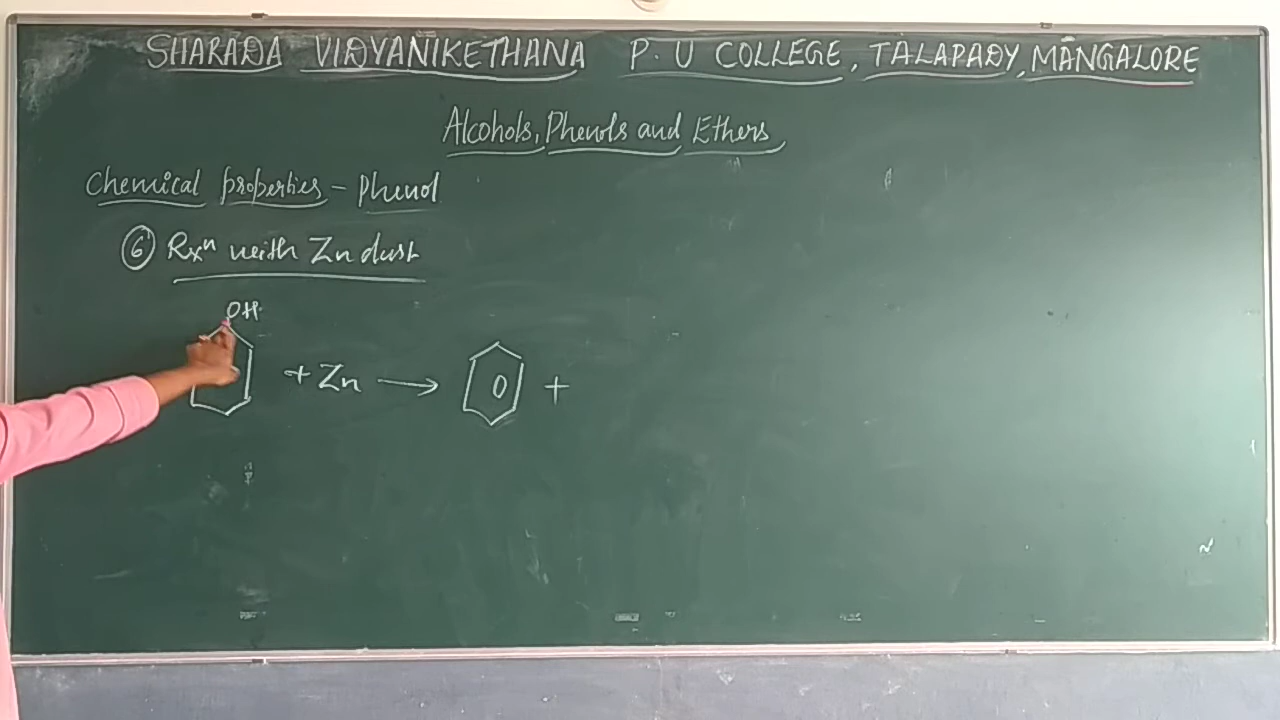 SHARADA VIDYANIKETHANA P.U COLLEGE, TALAPADY, MANGALORE
Alcohols, Phenols and Ethers
Chemical properties - Phenol
⑥ Rxⁿ with Zn dust
OH
+ Zn → +